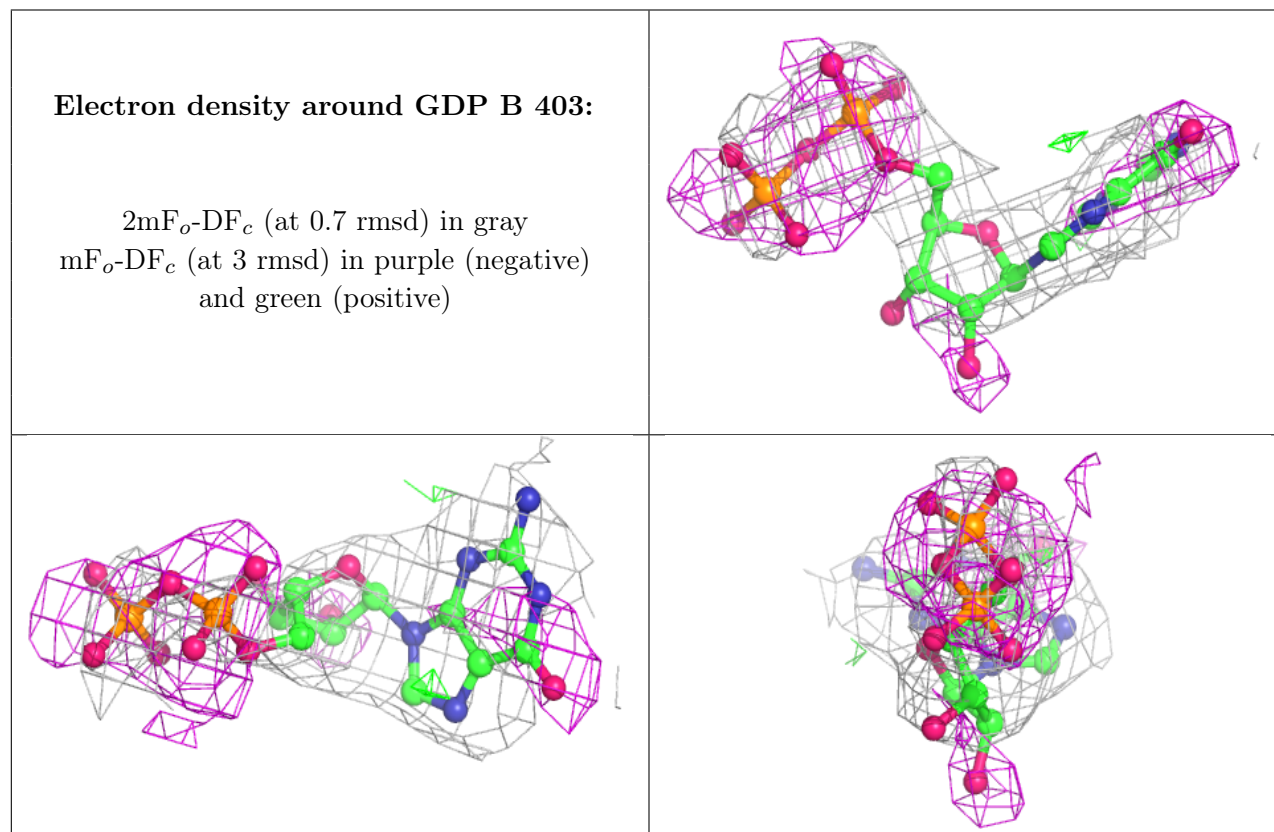 Electron density around GDP B 403:
2mFo-DFc (at 0.7 rmsd) in gray
mFo-DFc (at 3 rmsd) in purple (negative)
and green (positive)